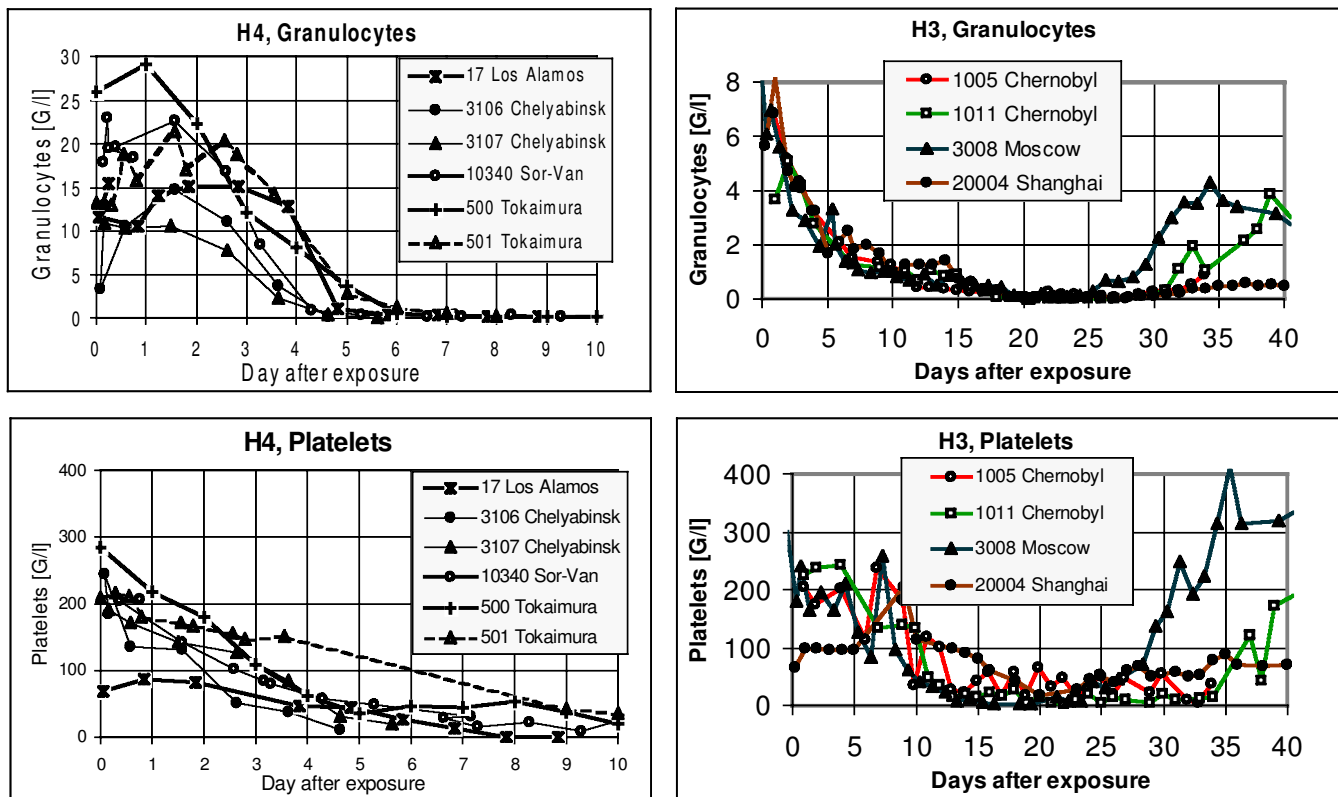 H4, Granulocytes
Granulocytes [G/l]
30
25
20
15
10
5
0
0 1 2 3 4 5 6 7 8 9 10
Day after exposure
17 Los Alamos
3106 Chelyabinsk
3107 Chelyabinsk
10340 Sor-Van
500 Tokaimura
501 Tokaimura
H3, Granulocytes
Granulocytes [G/l]
8
6
4
2
0
0 5 10 15 20 25 30 35 40
Days after exposure
1005 Chernobyl
1011 Chernobyl
3008 Moscow
20004 Shanghai
H4, Platelets
Platelets [G/l]
400
300
200
100
0
0 1 2 3 4 5 6 7 8 9 10
Day after exposure
17 Los Alamos
3106 Chelyabinsk
3107 Chelyabinsk
10340 Sor-Van
500 Tokaimura
501 Tokaimura
H3, Platelets
Platelets [G/l]
400
300
200
100
0
0 5 10 15 20 25 30 35 40
Days after exposure
1005 Chernobyl
1011 Chernobyl
3008 Moscow
20004 Shanghai